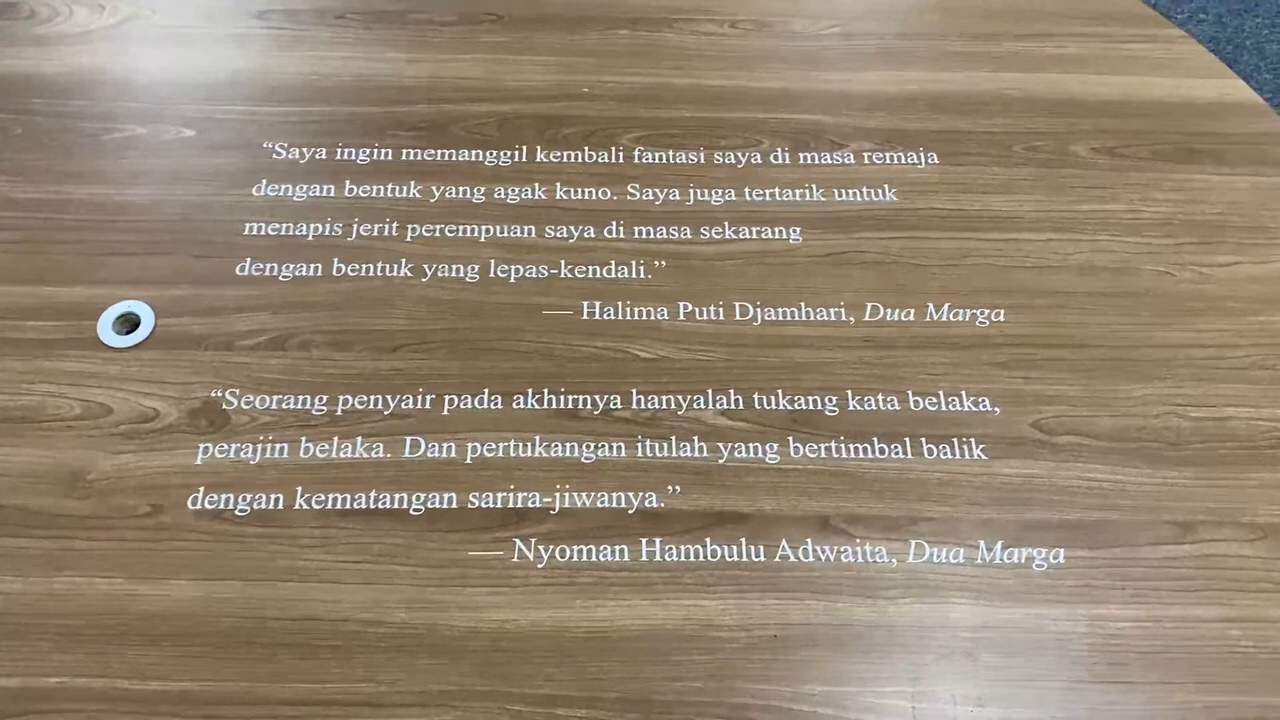 “Saya ingin memanggil kembali fantasi saya di masa remaja
dengan bentuk yang agak kuno. Saya juga tertarik untuk
menapis jerit perempuan saya di masa sekarang
dengan bentuk yang lepas-kendali.”
— Halima Puti Djamhari, Dua Marga
“Seorang penyair pada akhirnya hanyalah tukang kata belaka,
perajin belaka. Dan pertukangan itulah yang bertimbal balik
dengan kematangan sarira-jiwanya.”
— Nyoman Hambulu Adwaita, Dua Marga